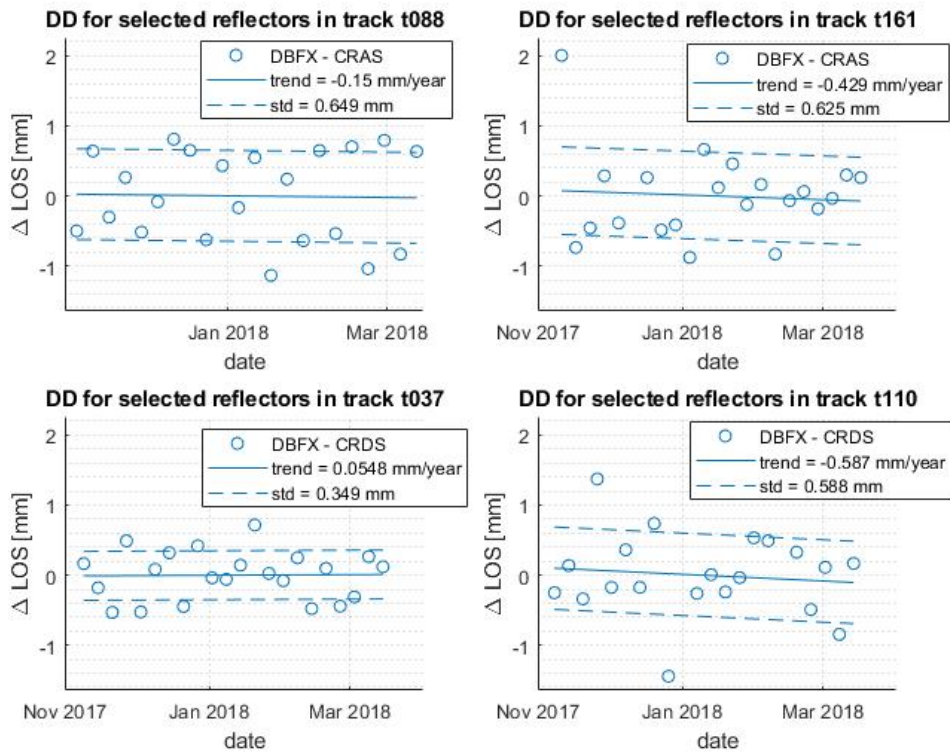 DD for selected reflectors in track t088
DBFX - CRAS
trend = -0.15 mm/year
std = 0.649 mm
2
1
0
-1
Δ LOS [mm]
Jan 2018
Mar 2018
date
DD for selected reflectors in track t161
DBFX - CRAS
trend = -0.429 mm/year
std = 0.625 mm
2
1
0
-1
Δ LOS [mm]
Nov 2017
Jan 2018
Mar 2018
date
DD for selected reflectors in track t037
DBFX - CRDS
trend = 0.0548 mm/year
std = 0.349 mm
2
1
0
-1
Δ LOS [mm]
Nov 2017
Jan 2018
Mar 2018
date
DD for selected reflectors in track t110
DBFX - CRDS
trend = -0.587 mm/year
std = 0.588 mm
2
1
0
-1
Δ LOS [mm]
Nov 2017
Jan 2018
Mar 2018
date